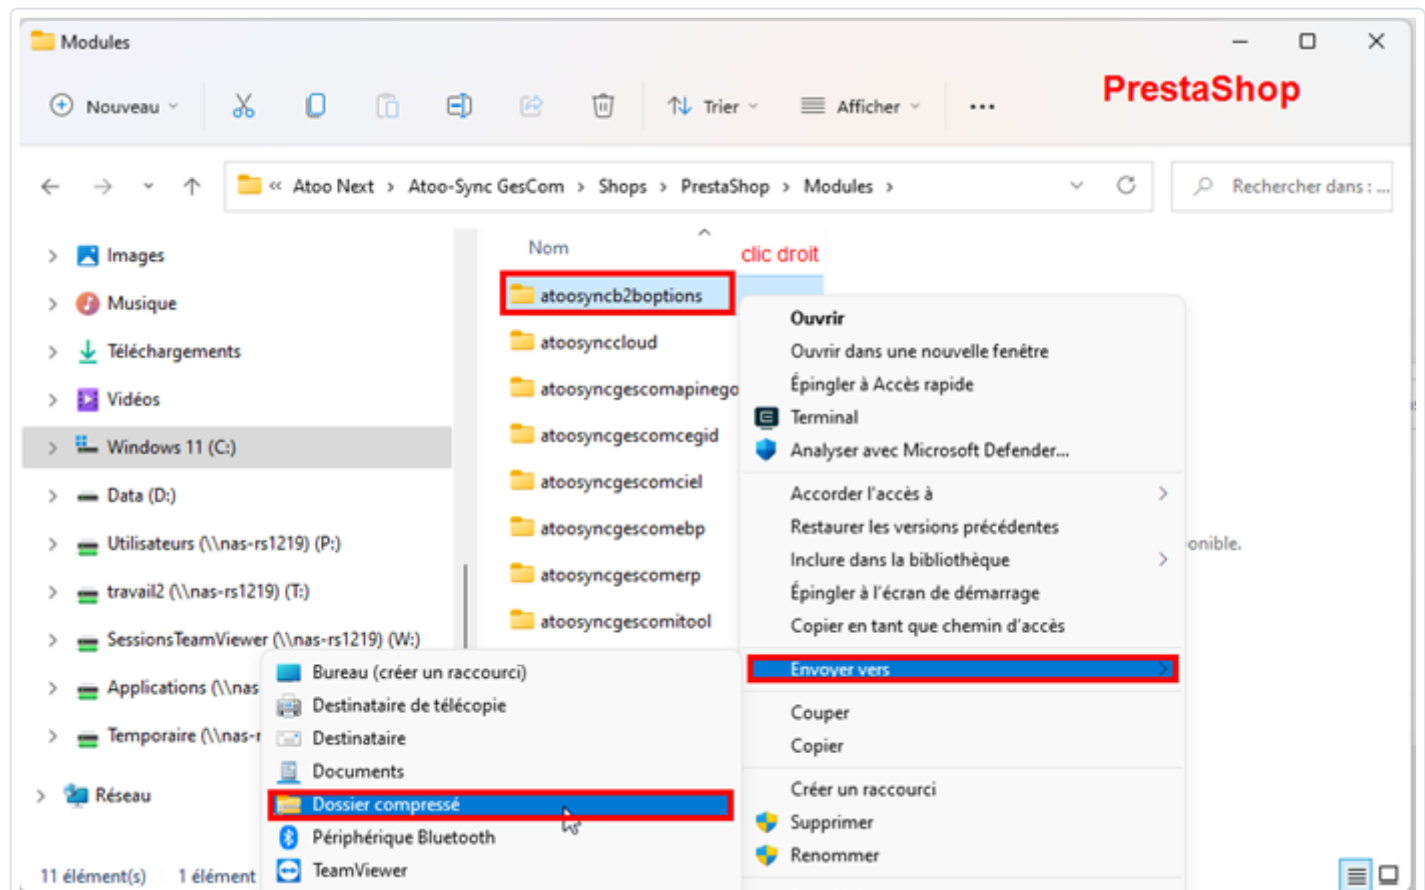 Modules
PrestaShop
Nouveau
Trier
Afficher
« Atoo Next > Atoo-Sync GesCom > Shops > PrestaShop > Modules >
Rechercher dans : ...
Images
Musique
Téléchargements
Vidéos
Windows 11 (C:)
Data (D:)
Utilisateurs (\\nas-rs1219) (P:)
travail2 (\\nas-rs1219) (T:)
SessionsTeamViewer (\\nas-rs1219) (W:)
Applications (\\nas
Temporaire (\\nas-r
Réseau
Nom
clic droit
atoosyncb2boptions
atoosynccloud
atoosyncgescomapinego
atoosyncgescomcegid
atoosyncgescomciel
atoosyncgescomebp
atoosyncgescomerp
atoosyncgescomitool
Ouvrir
Ouvrir dans une nouvelle fenêtre
Épingler à Accès rapide
Terminal
Analyser avec Microsoft Defender...
Accorder l'accès à
Restaurer les versions précédentes
Inclure dans la bibliothèque
Épingler à l'écran de démarrage
Copier en tant que chemin d'accès
Envoyer vers
Couper
Copier
Créer un raccourci
Supprimer
Renommer
onible.
Bureau (créer un raccourci)
Destinataire de télécopie
Destinataire
Documents
Dossier compressé
Périphérique Bluetooth
TeamViewer
11 élément(s)
1 élément